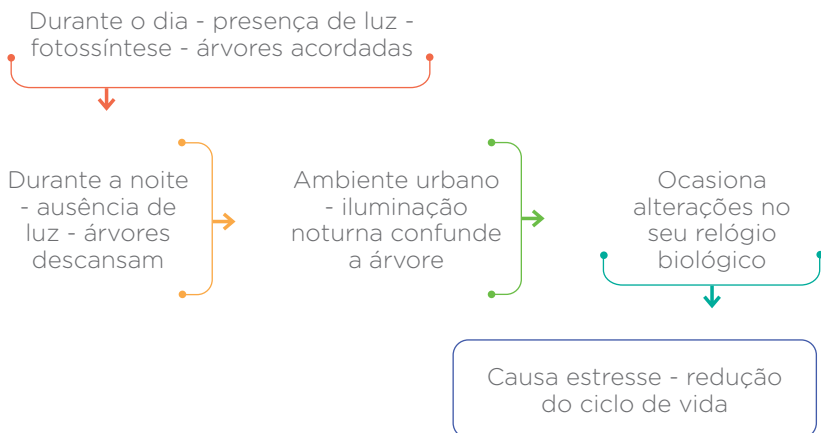 Durante o dia - presença de luz -
fotossíntese - árvores acordadas
Durante a noite
- ausência de
luz - árvores
descansam
Ambiente urbano
- iluminação
noturna confunde
a árvore
Ocasiona
alterações no
seu relógio
biológico
Causa estresse - redução
do ciclo de vida